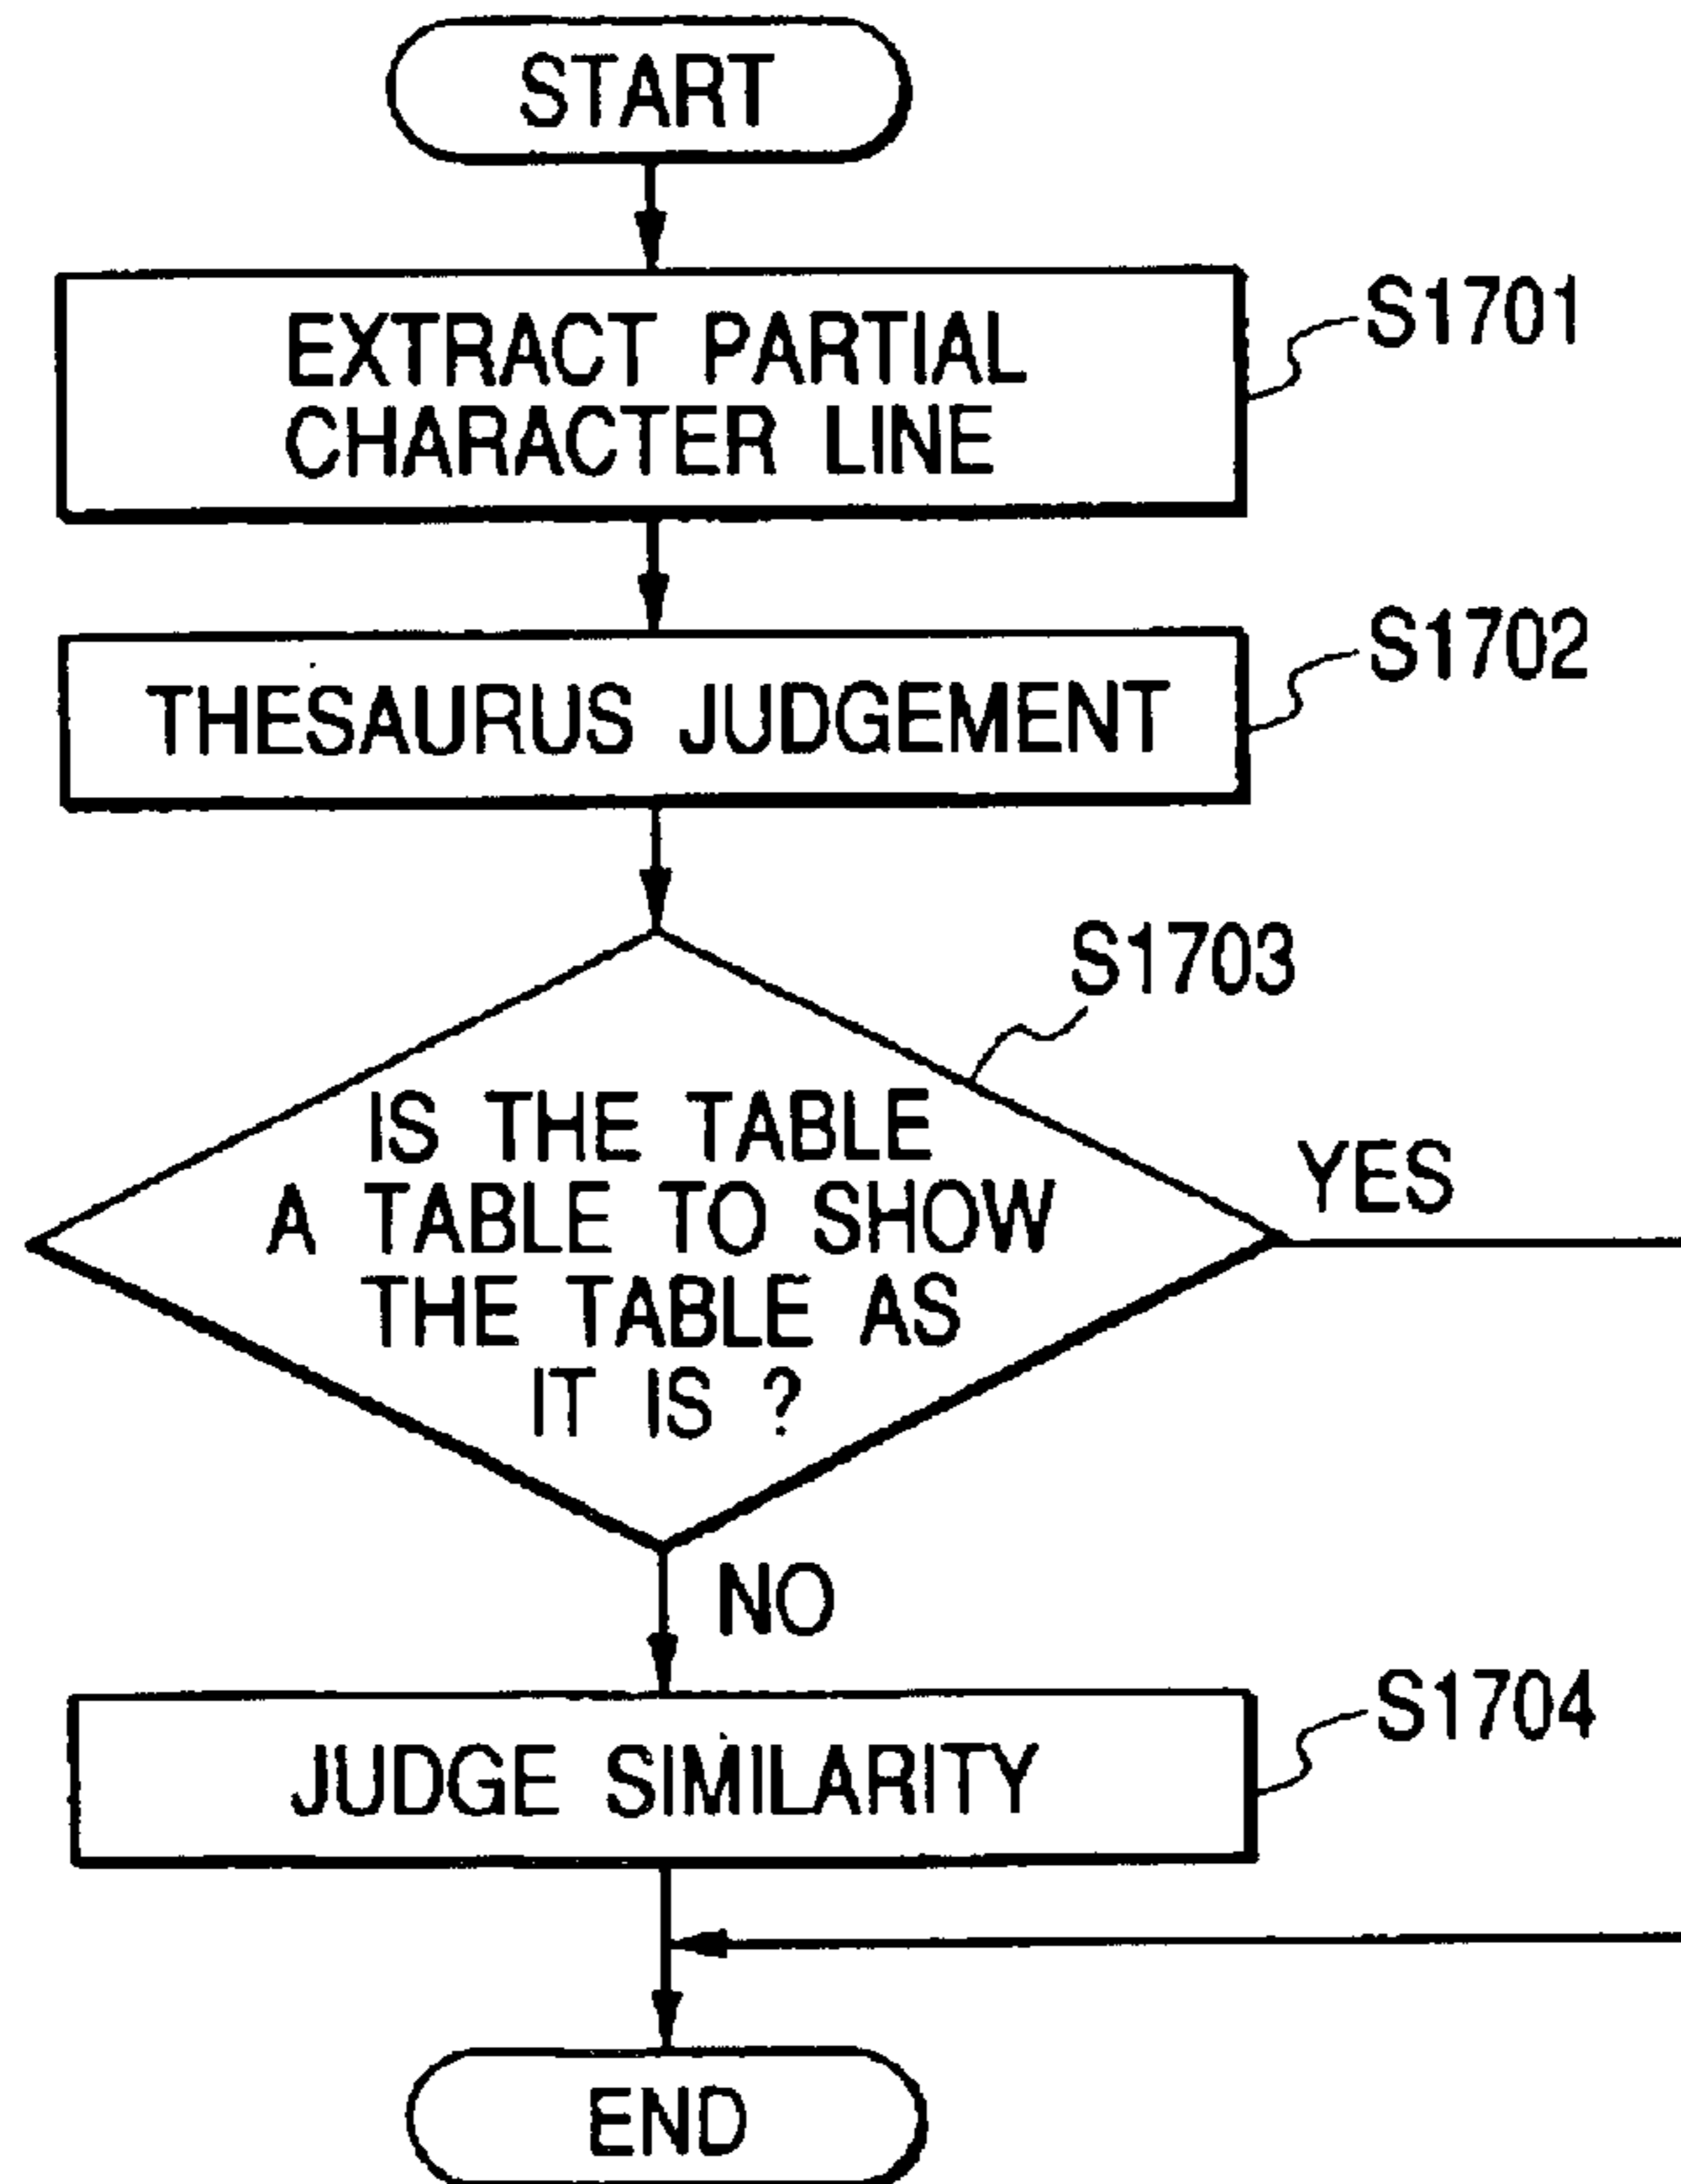 START
EXTRACT PARTIAL
CHARACTER LINE
S1701
THESAURUS JUDGEMENT
S1702
S1703
IS THE TABLE
A TABLE TO SHOW
THE TABLE AS
IT IS ?
YES
NO
JUDGE SIMILARITY
S1704
END